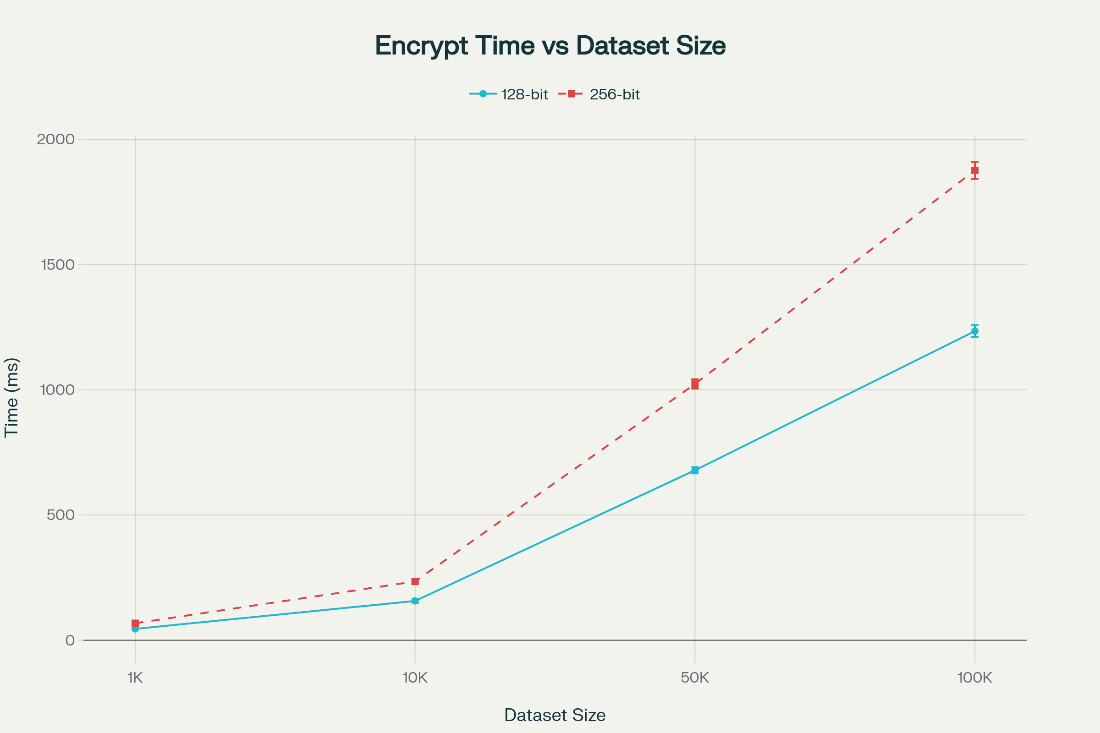 Encrypt Time vs Dataset Size
128-bit 256-bit
2000
1500
1000
500
0
Time (ms)
1K 10K 50K 100K
Dataset Size